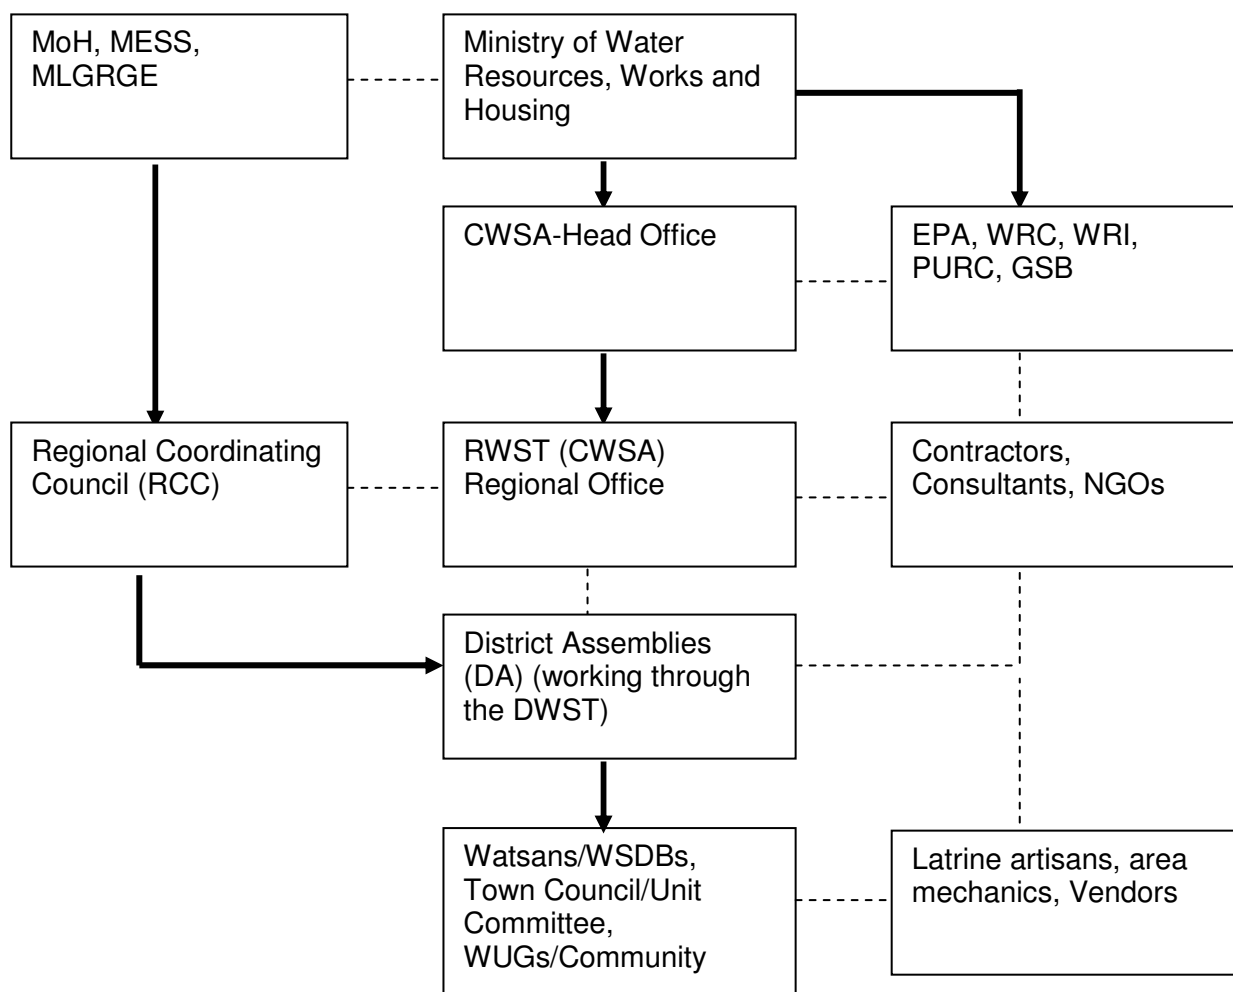 MoH, MESS,
MLGRGE
Ministry of Water
Resources, Works and
Housing
CWSA-Head Office
EPA, WRC, WRI,
PURC, GSB
Regional Coordinating
Council (RCC)
RWST (CWSA)
Regional Office
Contractors,
Consultants, NGOs
District Assemblies
(DA) (working through
the DWST)
Watsans/WSDBs,
Town Council/Unit
Committee,
WUGs/Community
Latrine artisans, area
mechanics, Vendors